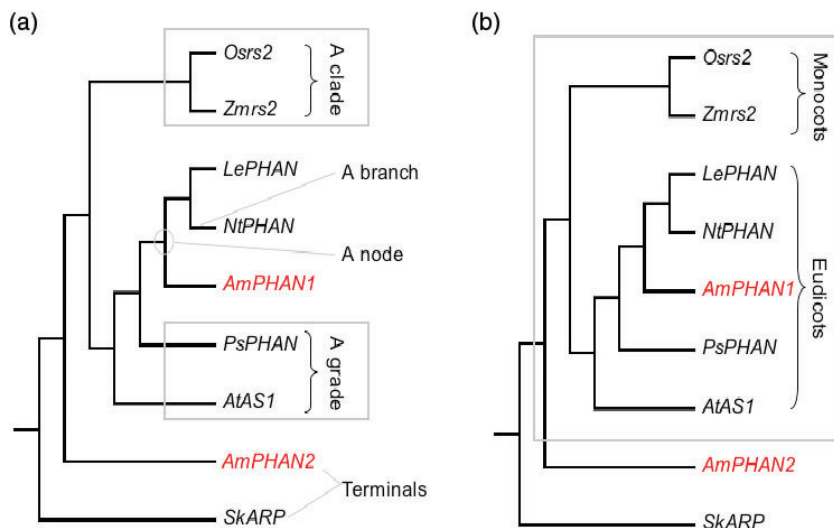 (a)
Osrs2
Zmrs2
A clade
LePHAN
NtPHAN
A branch
A node
AmPHAN1
PsPHAN
AtAS1
A grade
AmPHAN2
Terminals
SkARP
(b)
Osrs2
Zmrs2
Monocots
LePHAN
NtPHAN
AmPHAN1
PsPHAN
AtAS1
Eudicots
AmPHAN2
SkARP